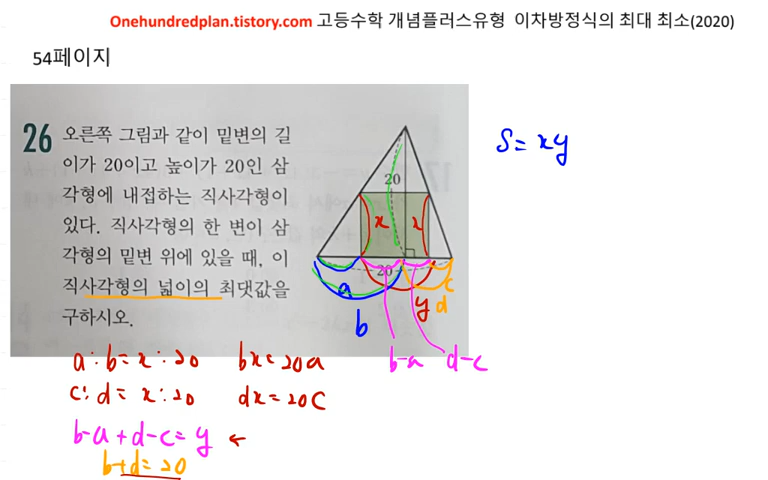 Onehundredplan.tistory.com 고등수학 개념플러스유형 이차방정식의 최대 최소(2020)
54페이지
26 오른쪽 그림과 같이 밑변의 길
이가 20이고 높이가 20인 삼
각형에 내접하는 직사각형이
있다. 직사각형의 한 변이 삼
각형의 밑변 위에 있을 때, 이
직사각형의 넓이의 최댓값을
구하시오.
20
x x
20
a c
y d
b
b-a d-c
S = xy
a : b = x : 20 bx = 20a
c : d = x : 20 dx = 20c
b-a+d-c = y ←
b+d = 20